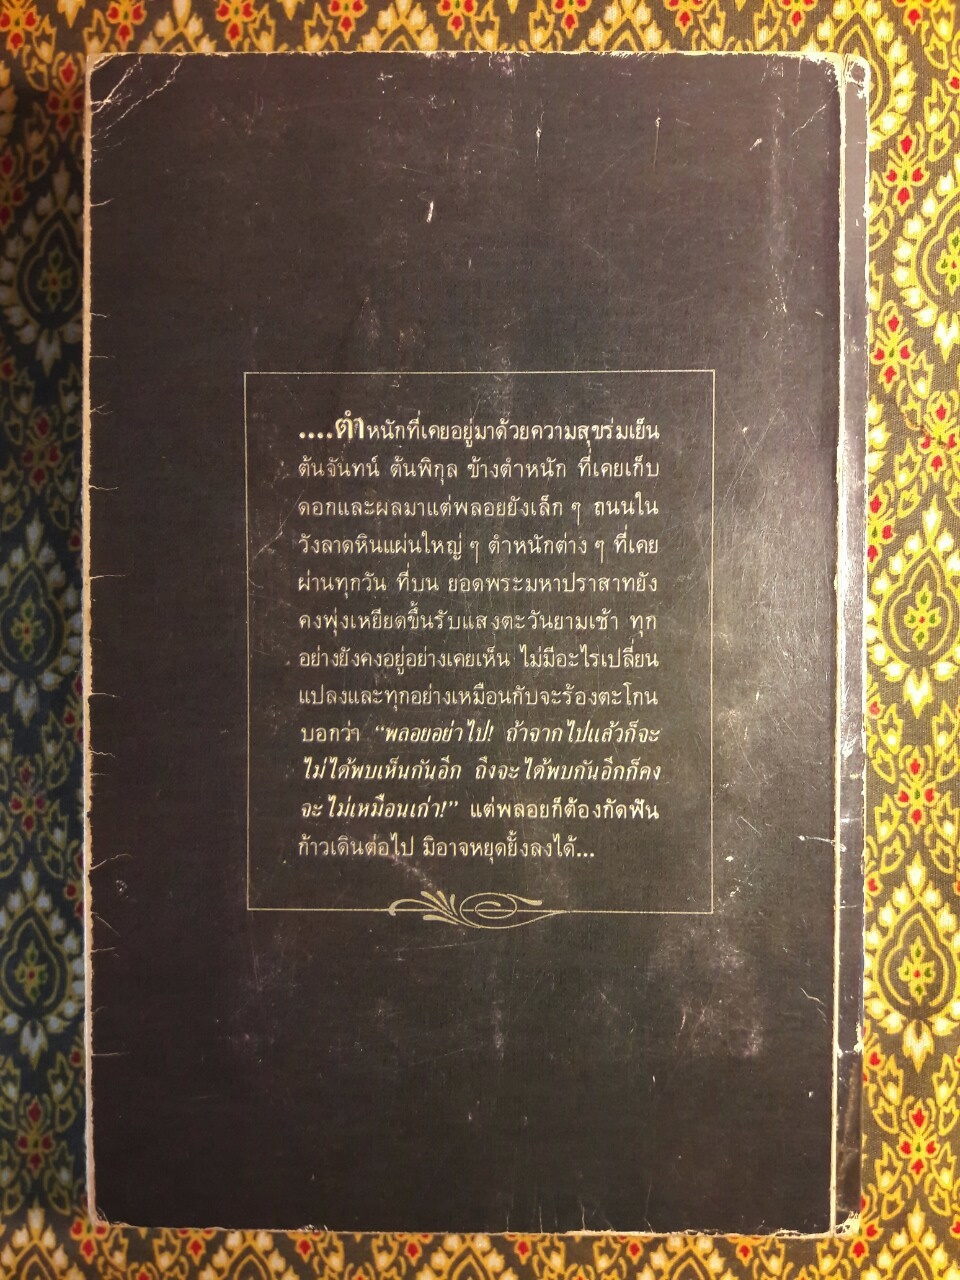 ....ตำหนักที่เคยอยู่มาด้วยความสุขร่มเย็น
ต้นจันทน์ ต้นพิกุล ข้างตำหนัก ที่เคยเก็บ
ดอกและผลมาแต่พลอยยังเล็ก ๆ ถนนใน
วังลาดหินแผ่นใหญ่ ๆ ตำหนักต่าง ๆ ที่เคย
ผ่านทุกวัน ที่บน ยอดพระมหาปราสาทยัง
คงพุ่งเหยียดขึ้นรับแสงตะวันยามเช้า ทุก
อย่างยังคงอยู่อย่างเคยเห็น ไม่มีอะไรเปลี่ยน
แปลงและทุกอย่างเหมือนกับจะร้องตะโกน
บอกว่า “พลอยอย่าไป! ถ้าจากไปแล้วก็จะ
ไม่ได้พบเห็นกันอีก ถึงจะได้พบกันอีกก็คง
จะไม่เหมือนเก่า!” แต่พลอยก็ต้องกัดฟัน
ก้าวเดินต่อไป มิอาจหยุดยั้งลงได้...